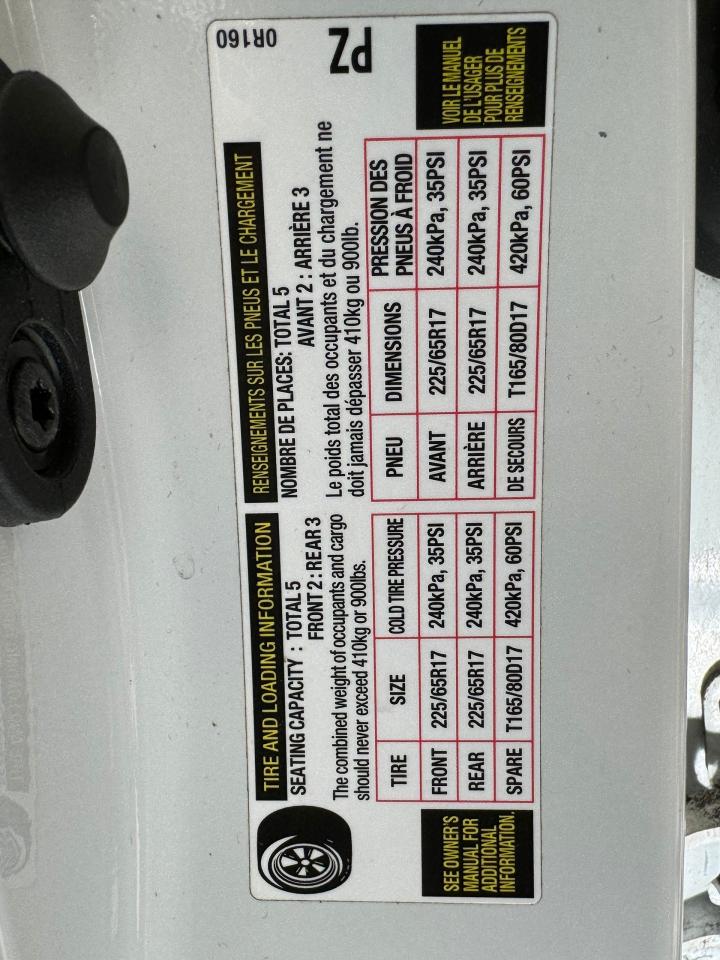 TIRE AND LOADING INFORMATION
SEATING CAPACITY : TOTAL 5
FRONT 2 : REAR 3
The combined weight of occupants and cargo
should never exceed 410kg or 900lbs.
TIRE SIZE COLD TIRE PRESSURE
FRONT 225/65R17 240kPa, 35PSI
REAR 225/65R17 240kPa, 35PSI
SPARE T165/80D17 420kPa, 60PSI
SEE OWNER'S
MANUAL FOR
ADDITIONAL
INFORMATION.
RENSEIGNEMENTS SUR LES PNEUS ET LE CHARGEMENT
NOMBRE DE PLACES: TOTAL 5
AVANT 2 : ARRIÈRE 3
Le poids total des occupants et du chargement ne
doit jamais dépasser 410kg ou 900lb.
PNEU DIMENSIONS PRESSION DES
PNEUS À FROID
AVANT 225/65R17 240kPa, 35PSI
ARRIÈRE 225/65R17 240kPa, 35PSI
DE SECOURS T165/80D17 420kPa, 60PSI
VOIR LE MANUEL
DE L'USAGER
POUR PLUS DE
RENSEIGNEMENTS
0R160
PZ